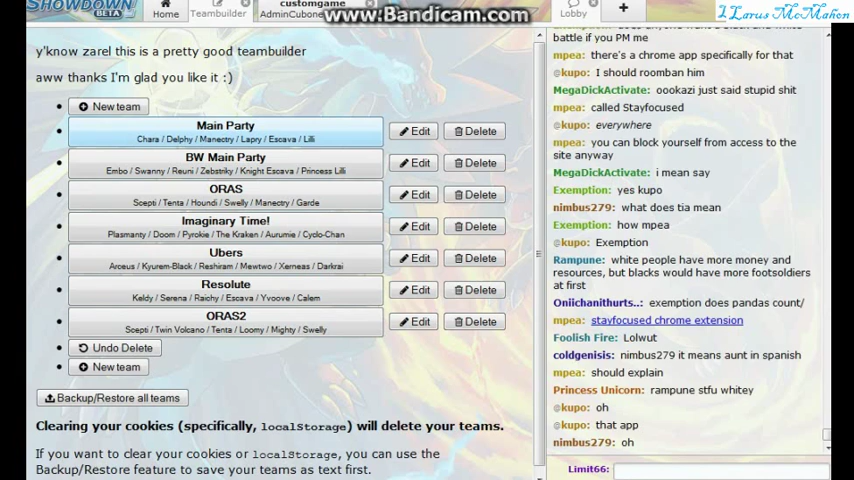 SHOWDOWN
BETA
Home
Teambuilder
customgame
AdminCubone
www.Bandicam.com
Lobby
1Larus McMahon
y'know zarel this is a pretty good teambuilder
aww thanks I'm glad you like it :)
New team
Main Party
Chara / Delphy / Manectry / Lapry / Escava / Lilli
Edit
Delete
BW Main Party
Embo / Swanny / Reuni / Zebstriky / Knight Escava / Princess Lilli
Edit
Delete
ORAS
Scepti / Tenta / Houndi / Swelly / Manectry / Garde
Edit
Delete
Imaginary Time!
Plasmanty / Doom / Pyrokie / The Kraken / Aurumie / Cyclo-Chan
Edit
Delete
Ubers
Arceus / Kyurem-Black / Reshiram / Mewtwo / Xerneas / Darkrai
Edit
Delete
Resolute
Keldy / Serena / Raichy / Escava / Yvoove / Calem
Edit
Delete
ORAS2
Scepti / Twin Volcano / Tenta / Loomy / Mighty / Swelly
Edit
Delete
Undo Delete
New team
Backup/Restore all teams
Clearing your cookies (specifically, localStorage) will delete your teams.
If you want to clear your cookies or localStorage, you can use the
Backup/Restore feature to save your teams as text first.
battle if you PM me
mpea: there's a chrome app specifically for that
@kupo: I should roomban him
MegaDickActivate: oookazi just said stupid shit
mpea: called Stayfocused
@kupo: everywhere
mpea: you can block yourself from access to the
site anyway
MegaDickActivate: i mean say
Exemption: yes kupo
nimbus279: what does tia mean
Exemption: how mpea
@kupo: Exemption
Rampune: white people have more money and
resources, but blacks would have more footsoldiers
at first
Oniichanithurts..: exemption does pandas count/
mpea: stayfocused chrome extension
Foolish Fire: Lolwut
coldgenisis: nimbus279 it means aunt in spanish
mpea: should explain
Princess Unicorn: rampune stfu whitey
@kupo: oh
@kupo: that app
nimbus279: oh
Limit66: